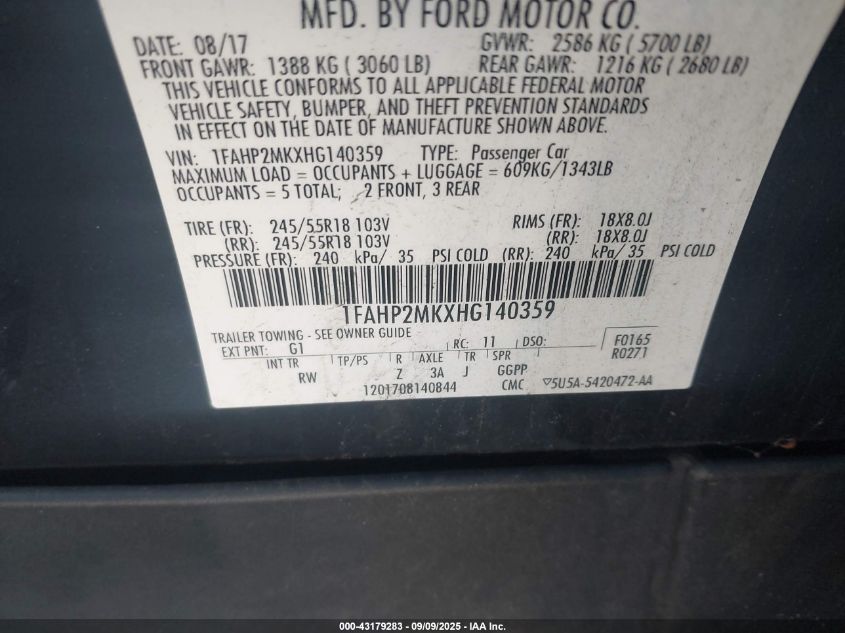 MFD. BY FORD MOTOR CO.
DATE: 08/17 GVWR: 2586 KG ( 5700 LB)
FRONT GAWR: 1388 KG ( 3060 LB) REAR GAWR: 1216 KG ( 2680 LB)
THIS VEHICLE CONFORMS TO ALL APPLICABLE FEDERAL MOTOR
VEHICLE SAFETY, BUMPER, AND THEFT PREVENTION STANDARDS
IN EFFECT ON THE DATE OF MANUFACTURE SHOWN ABOVE.
VIN: 1FAHP2MKXHG140359 TYPE: Passenger Car
MAXIMUM LOAD = OCCUPANTS + LUGGAGE = 609KG/1343LB
OCCUPANTS = 5 TOTAL; 2 FRONT, 3 REAR
TIRE (FR): 245/55R18 103V RIMS (FR): 18X8.0J
(RR): 245/55R18 103V (RR): 18X8.0J
PRESSURE (FR): 240 kPa/ 35 PSI COLD (RR): 240 kPa/ 35 PSI COLD
1FAHP2MKXHG140359
TRAILER TOWING - SEE OWNER GUIDE
EXT PNT: G1 RC: 11 DSO: F0165
INT TR TP/PS R AXLE TR SPR R0271
RW Z 3A J GGPP
1201708140844 CMC ▽5U5A-5420472-AA
000-43179283 - 09/09/2025 - IAA Inc.